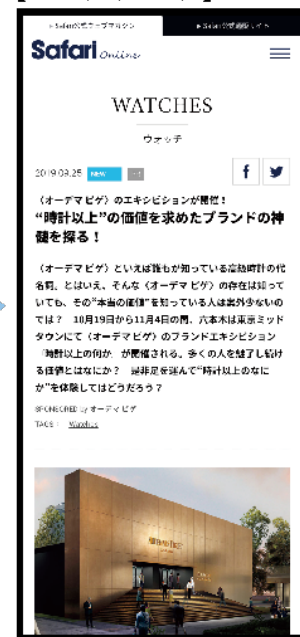 Safari Online
WATCHES
ウォッチ
2019.09.25 NEW
〈オーデマ ピゲ〉のエキシビションが開催！
“時計以上”の価値を求めたブランドの神
髄を探る！
〈オーデマ ピゲ〉といえば誰もが知っている高級時計の代
名詞。とはいえ、そんな〈オーデマ ピゲ〉の存在は知って
いても、その“本当の価値”を知っている人は案外少ないの
では？　10月19日から11月4日の間、六本木は東京ミッド
タウンにて〈オーデマ ピゲ〉のブランドエキシビション
『時計以上の何か』が開催される。多くの人を魅了し続け
る価値とはなにか？　是非足を運んで“時計以上のなに
か”を体験してはどうだろう？
SPONSORED by オーデマ ピゲ
TAGS： Watches
AUDEMARS PIGUET